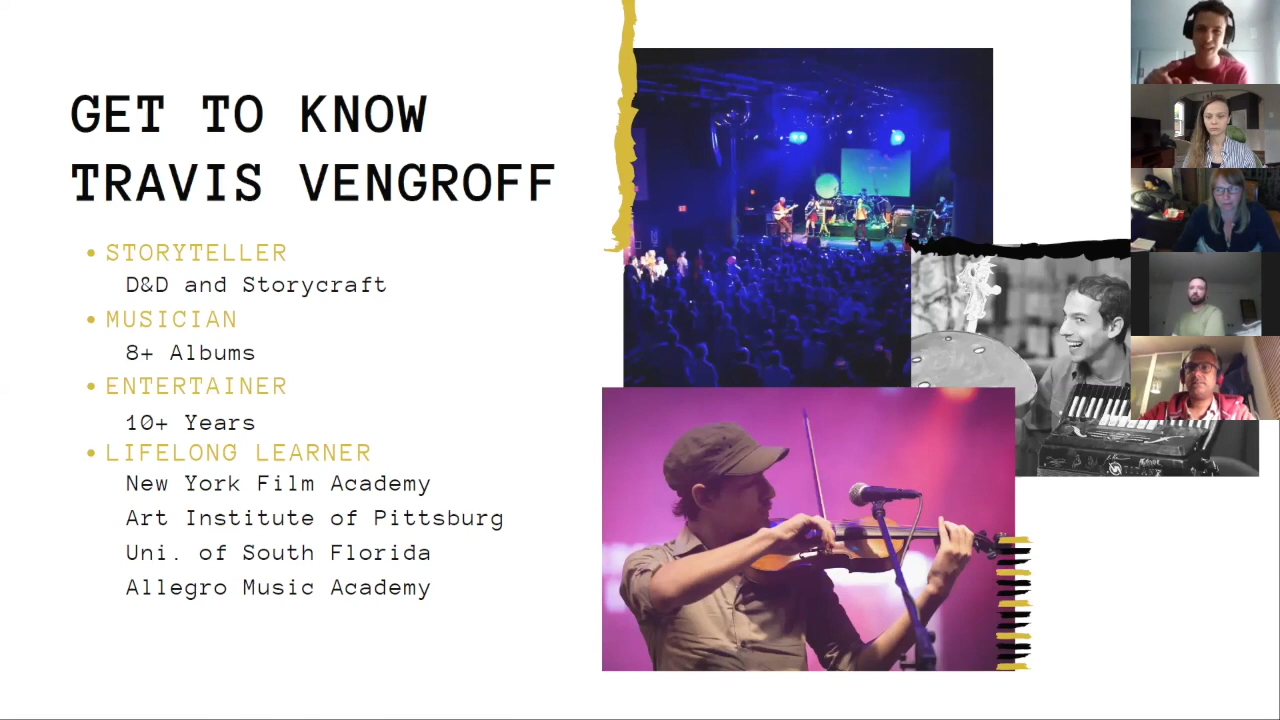 GET TO KNOW
TRAVIS VENGROFF
• STORYTELLER
D&D and Storycraft
• MUSICIAN
8+ Albums
• ENTERTAINER
10+ Years
• LIFELONG LEARNER
New York Film Academy
Art Institute of Pittsburg
Uni. of South Florida
Allegro Music Academy